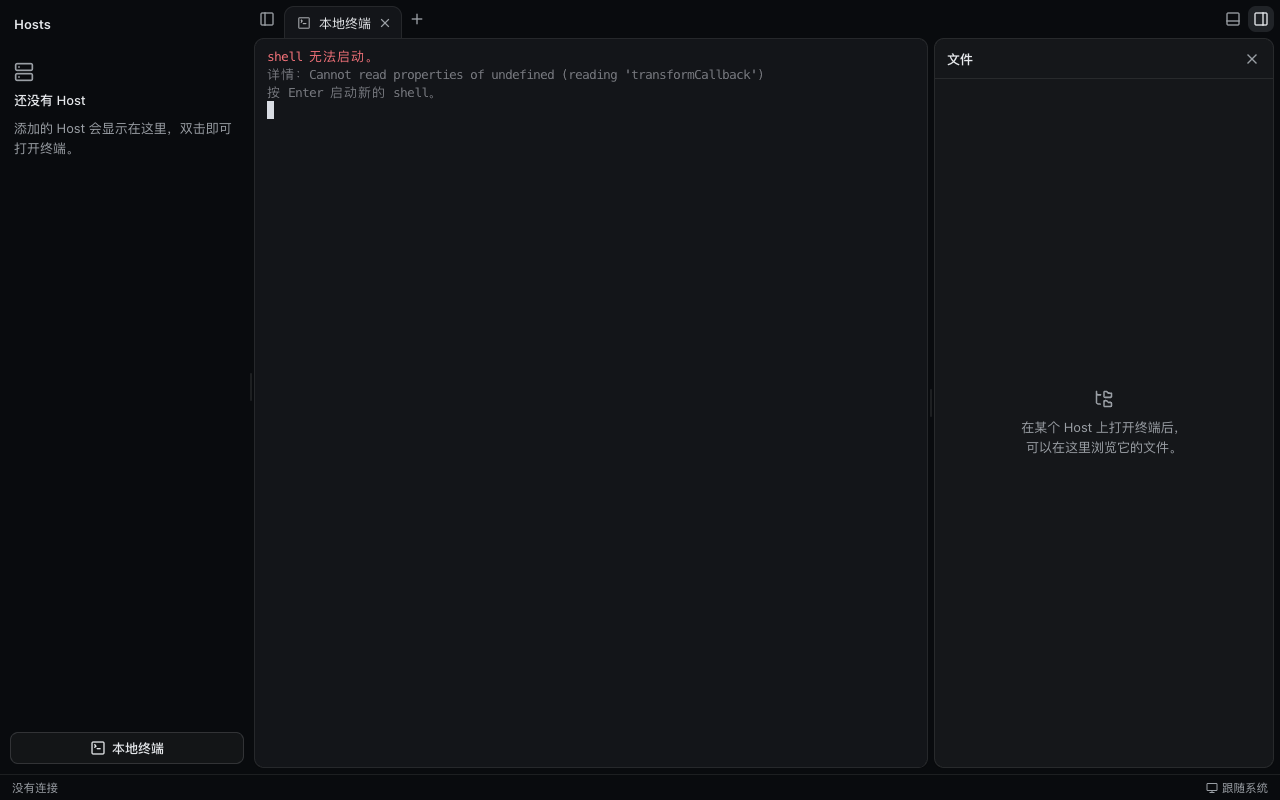 Hosts
还没有 Host
添加的 Host 会显示在这里，双击即可
打开终端。
本地终端
没有连接
本地终端
shell 无法启动。
详情：Cannot read properties of undefined (reading 'transformCallback')
按 Enter 启动新的 shell。
文件
在某个 Host 上打开终端后，
可以在这里浏览它的文件。
跟随系统